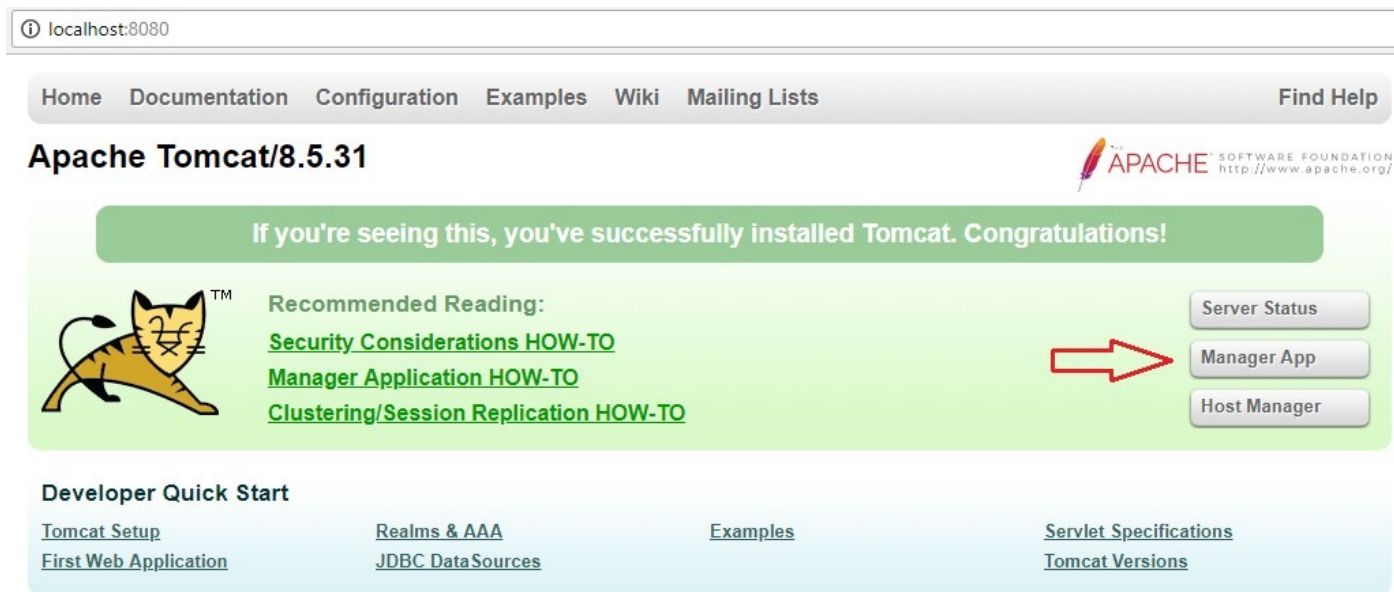 localhost:8080
Home Documentation Configuration Examples Wiki Mailing Lists Find Help
Apache Tomcat/8.5.31
THE
APACHE™ SOFTWARE FOUNDATION
http://www.apache.org/
If you're seeing this, you've successfully installed Tomcat. Congratulations!
TM
Recommended Reading:
Security Considerations HOW-TO
Manager Application HOW-TO
Clustering/Session Replication HOW-TO
Server Status
Manager App
Host Manager
Developer Quick Start
Tomcat Setup Realms & AAA Examples Servlet Specifications
First Web Application JDBC DataSources Tomcat Versions